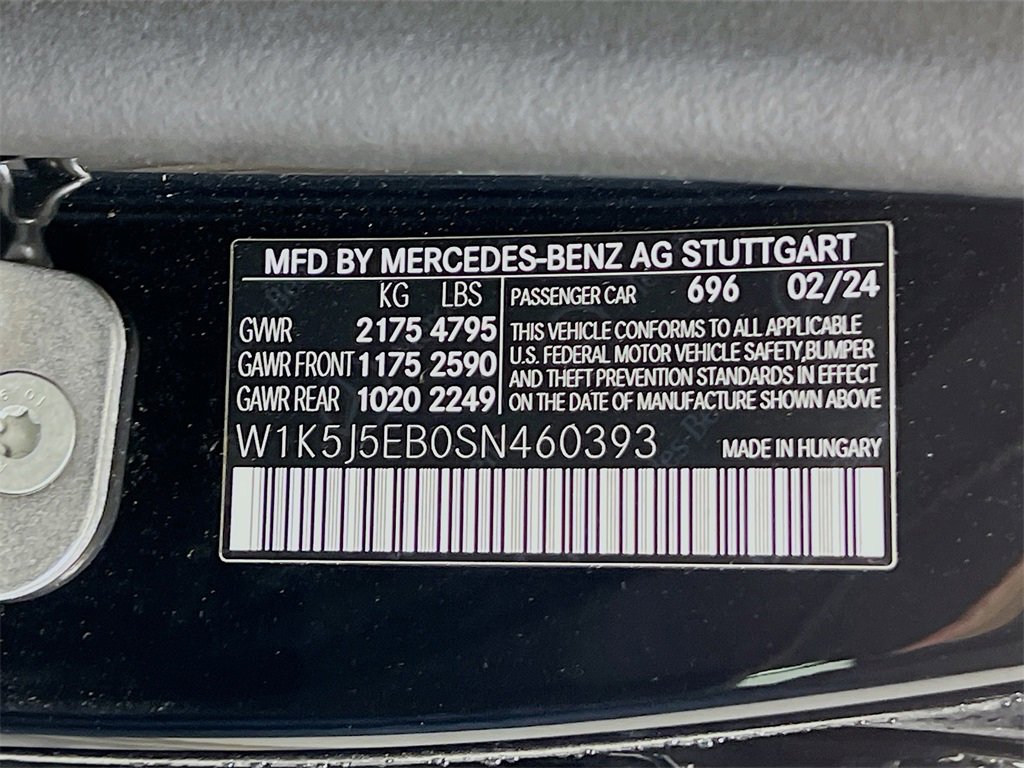 MFD BY MERCEDES-BENZ AG STUTTGART
KG LBS
GVWR 2175 4795
GAWR FRONT 1175 2590
GAWR REAR 1020 2249
PASSENGER CAR 696 02/24
THIS VEHICLE CONFORMS TO ALL APPLICABLE
U.S. FEDERAL MOTOR VEHICLE SAFETY,BUMPER
AND THEFT PREVENTION STANDARDS IN EFFECT
ON THE DATE OF MANUFACTURE SHOWN ABOVE
W1K5J5EB0SN460393
MADE IN HUNGARY